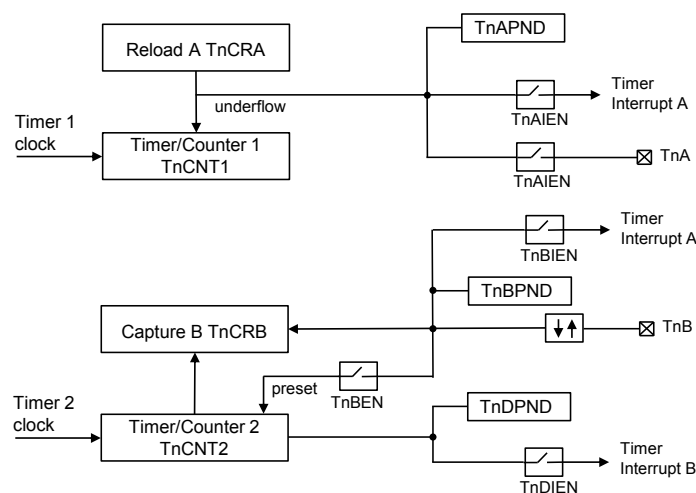 TnAPND
Reload A TnCRA
underflow
Timer
Interrupt A
TnAIEN
Timer 1
clock
Timer/Counter 1
TnCNT1
TnA
TnAIEN
Timer
Interrupt A
TnBIEN
TnBPND
Capture B TnCRB
TnB
preset
TnBEN
Timer 2
clock
Timer/Counter 2
TnCNT2
TnDPND
Timer
Interrupt B
TnDIEN